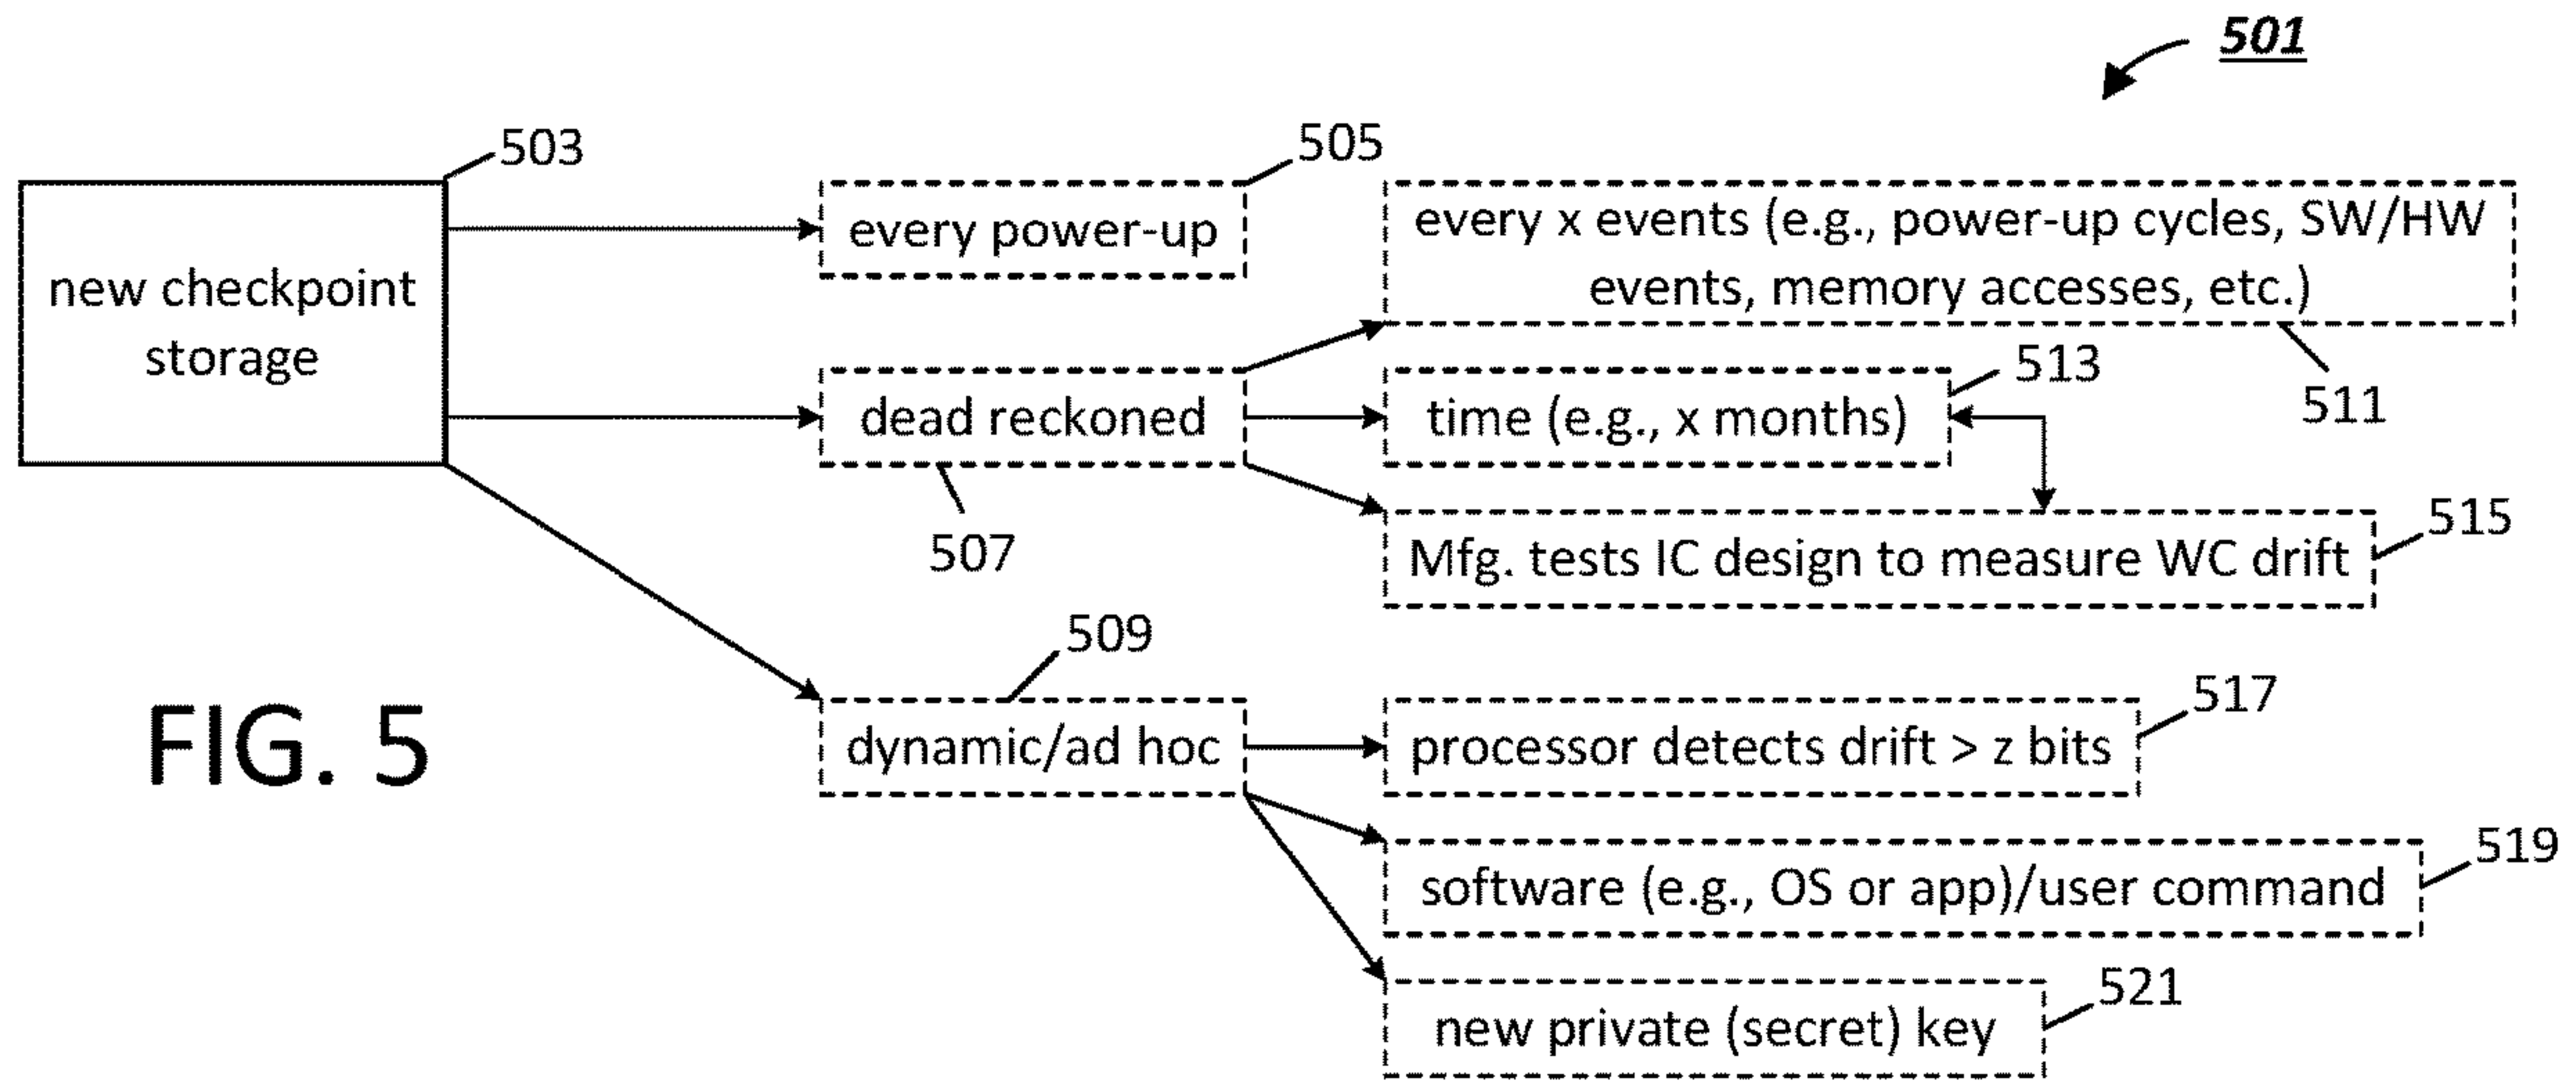 501
503
505
every power-up
every x events (e.g., power-up cycles, SW/HW
events, memory accesses, etc.)
new checkpoint
storage
513
511
dead reckoned
time (e.g., x months)
507
515
Mfg. tests IC design to measure WC drift
509
517
FIG. 5
dynamic/ad hoc
processor detects drift > z bits
519
software (e.g., OS or app)/user command
521
new private (secret) key